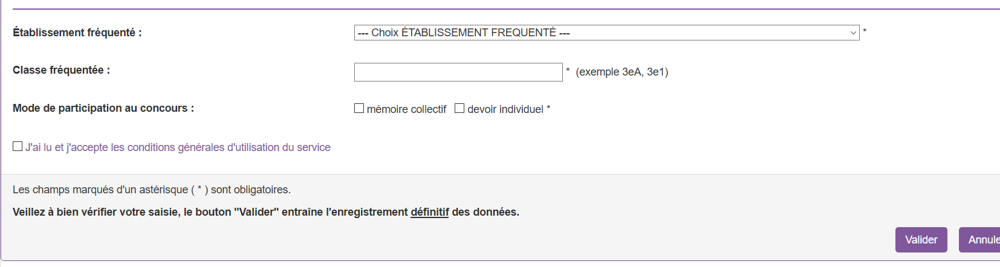 Établissement fréquenté :
--- Choix ÉTABLISSEMENT FREQUENTÉ --- *
Classe fréquentée :
* (exemple 3eA, 3e1)
Mode de participation au concours :
mémoire collectif devoir individuel *
J'ai lu et j'accepte les conditions générales d'utilisation du service
Les champs marqués d'un astérisque ( * ) sont obligatoires.
Veillez à bien vérifier votre saisie, le bouton "Valider" entraîne l'enregistrement définitif des données.
Valider Annule